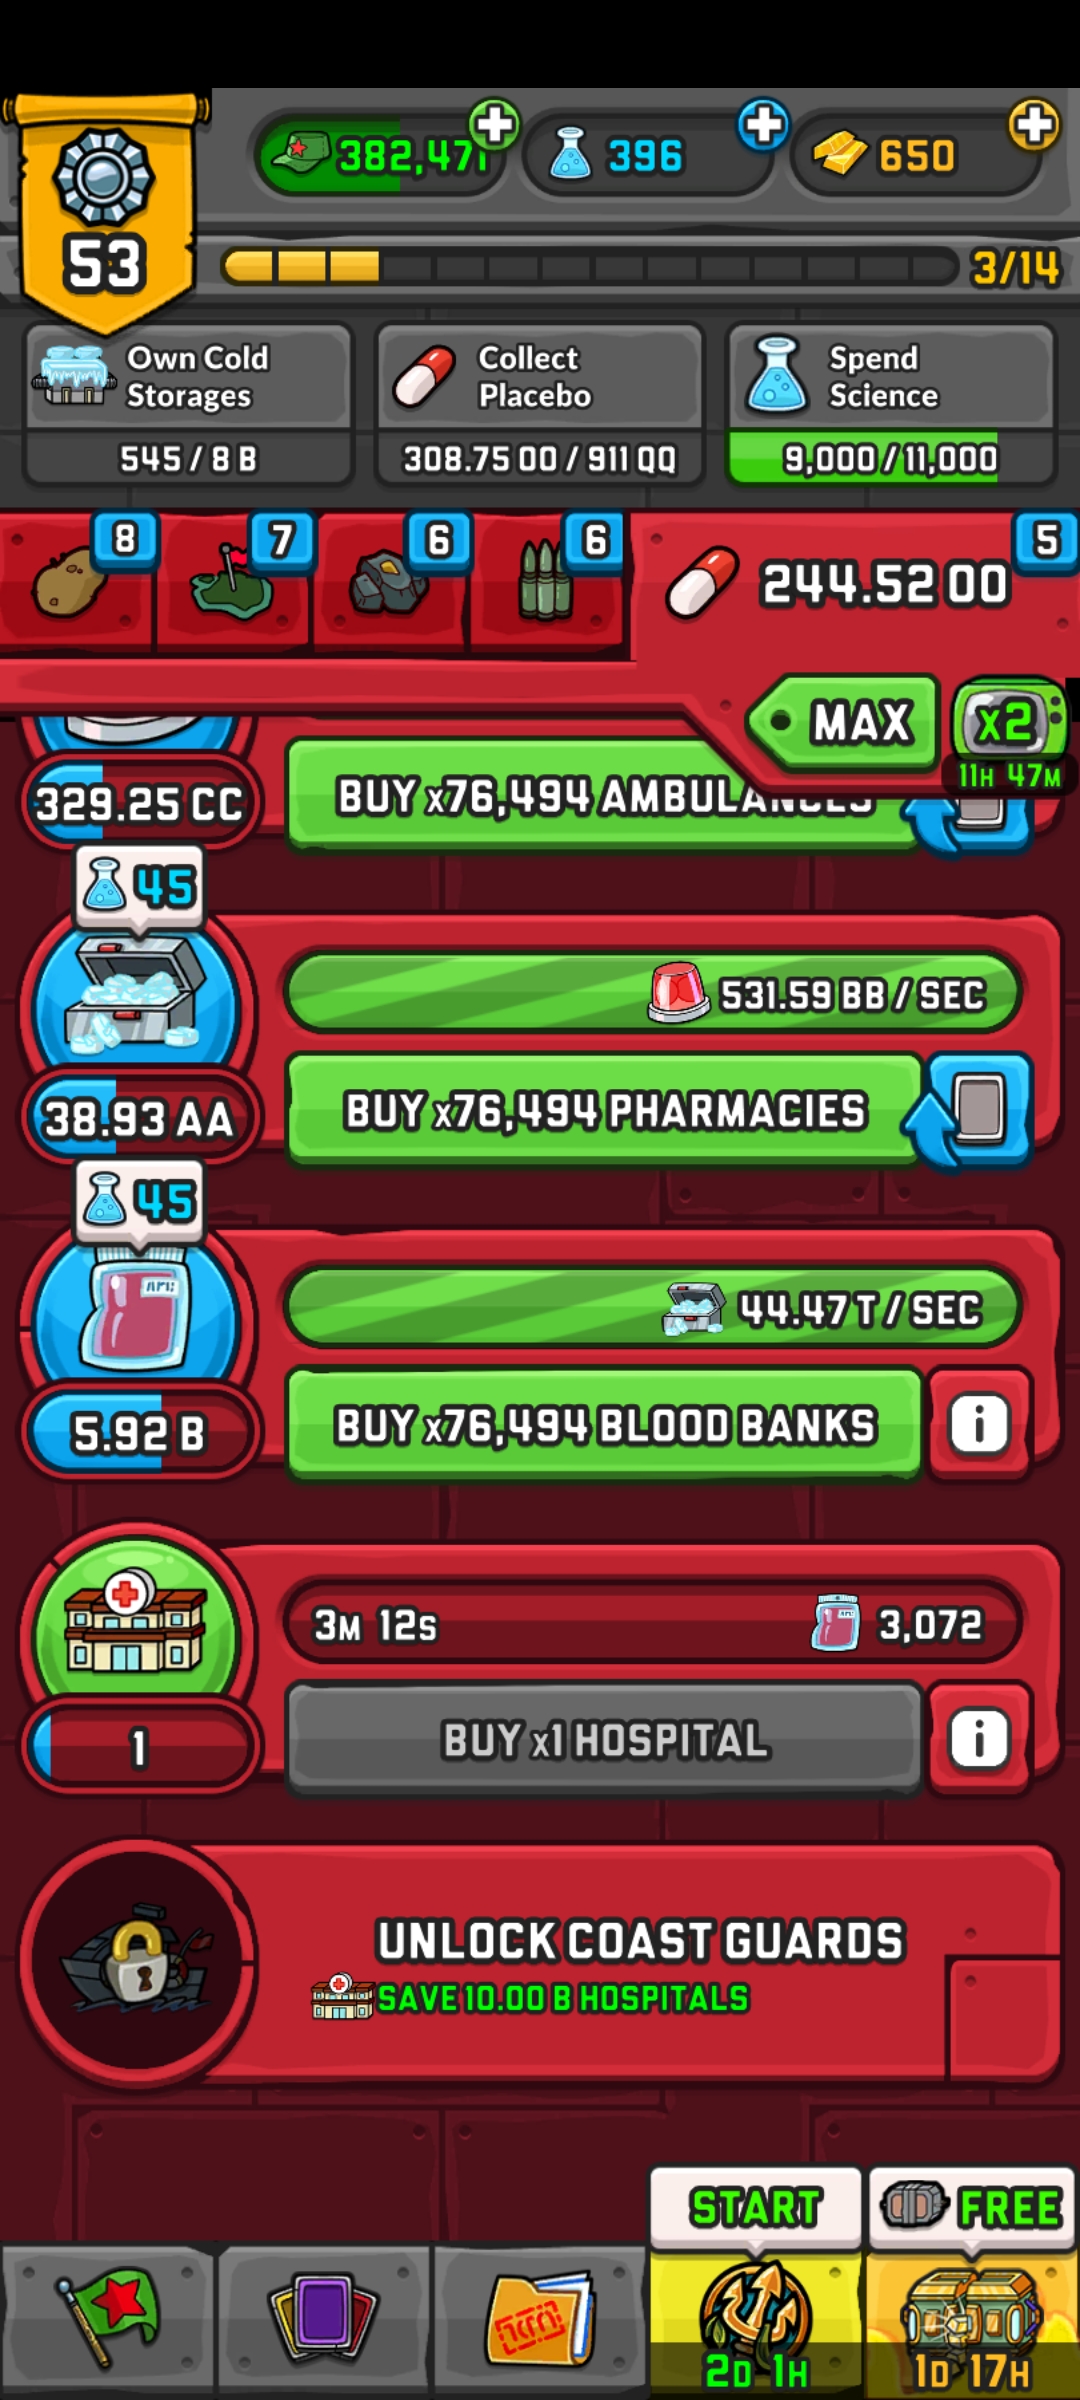 382,471
396
650
53
3/14
Own Cold Storages
545 / 8 B
Collect Placebo
308.75 OO / 911 QQ
Spend Science
9,000 / 11,000
8
7
6
6
5
244.52 OO
MAX
x2
11H 47M
329.25 CC
BUY x76,494 AMBULANCES
45
531.59 BB / SEC
38.93 AA
BUY x76,494 PHARMACIES
45
44.47 T / SEC
5.92 B
BUY x76,494 BLOOD BANKS
i
3M 12S
3,072
1
BUY x1 HOSPITAL
i
UNLOCK COAST GUARDS
SAVE 10.00 B HOSPITALS
START
FREE
2D 1H
1D 17H